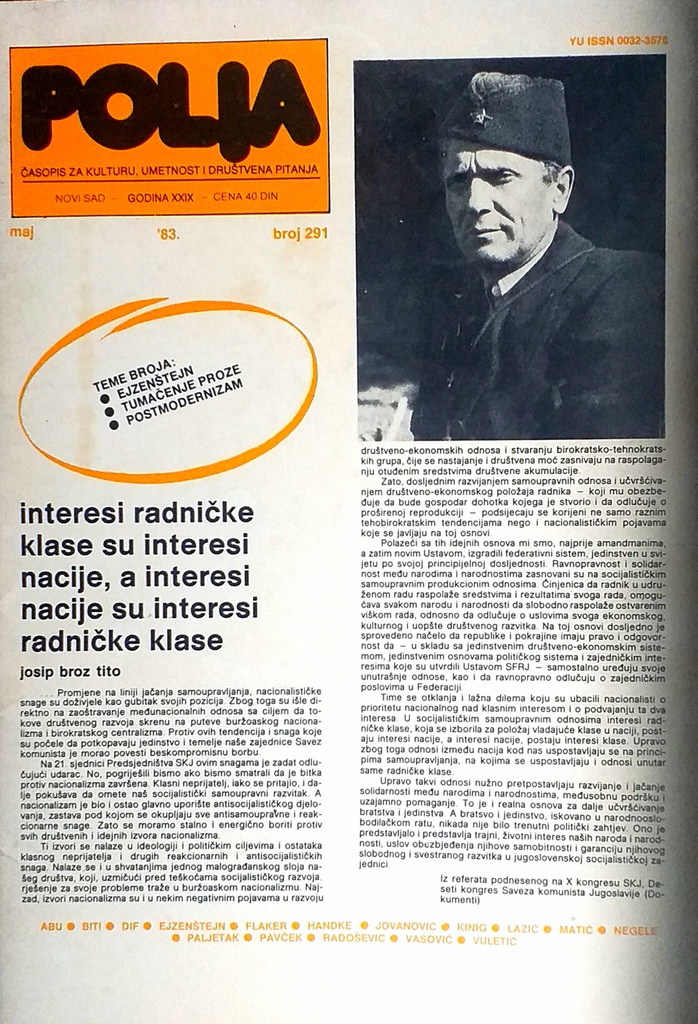 YU ISSN 0032-3578
POLJA
ČASOPIS ZA KULTURU, UMETNOST I DRUŠTVENA PITANJA
NOVI SAD – GODINA XXIX – CENA 40 DIN
maj '83. broj 291
TEME BROJA:
● EJZENŠTEJN
● TUMAČENJE PROZE
● POSTMODERNIZAM
interesi radničke
klase su interesi
nacije, a interesi
nacije su interesi
radničke klase
josip broz tito
. . . Promjene na liniji jačanja samoupravljanja, nacionalističke
snage su doživjele kao gubitak svojih pozicija. Zbog toga su išle di-
rektno na zaoštravanje međunacionalnih odnosa sa ciljem da to-
kove društvenog razvoja skrenu na puteve buržoaskog naciona-
lizma i birokratskog centralizma. Protiv ovih tendencija i snaga koje
su počele da potkopavaju jedinstvo i temelje naše zajednice Savez
komunista je morao povesti beskompromisnu borbu.
Na 21. sjednici Predsjedništva SKJ ovim snagama je zadat odlu-
čujući udarac. No, pogriješili bismo ako bismo smatrali da je bitka
protiv nacionalizma završena. Klasni neprijatelj, iako se pritajio, i da-
lje pokušava da omete naš socijalistički samoupravni razvitak. A
nacionalizam je bio i ostao glavno uporište antisocijalističkog djelo-
vanja, zastava pod kojom se okupljaju sve antisamoupravne i reak-
cionarne snage. Zato se moramo stalno i energično boriti protiv
svih društvenih i idejnih izvora nacionalizma.
Ti izvori se nalaze u ideologiji i političkim ciljevima i ostataka
klasnog neprijatelja i drugih reakcionarnih i antisocijalističkih
snaga. Nalaze se i u shvatanjima jednog malograđanskog sloja na-
šeg društva, koji, uzmičući pred teškoćama socijalističkog razvoja,
rješenje za svoje probleme traže u buržoaskom nacionalizmu. Naj-
zad, izvori nacionalizma su i u nekim negativnim pojavama u razvoju
društveno-ekonomskih odnosa i stvaranju birokratsko-tehnokrats-
kih grupa, čije se nastajanje i društvena moć zasnivaju na raspolaga-
nju otuđenim sredstvima društvene akumulacije.
Zato, dosljednim razvijanjem samoupravnih odnosa i učvršćiva-
njem društveno-ekonomskog položaja radnika – koji mu obezbe-
đuje da bude gospodar dohotka kojega je stvorio i da odlučuje o
proširenoj reprodukciji – podsijecaju se korijeni ne samo raznim
tehobirokratskim tendencijama nego i nacionalističkim pojavama
koje se javljaju na toj osnovi.
Polazeći sa tih idejnih osnova mi smo, najprije amandmanima,
a zatim novim Ustavom, izgradili federativni sistem, jedinstven u svi-
jetu po svojoj principijelnoj dosljednosti. Ravnopravnost i solidar-
nost među narodima i narodnostima zasnovani su na socijalističkim
samoupravnim produkcionim odnosima. Činjenica da radnik u udru-
ženom radu raspolaže sredstvima i rezultatima svoga rada, omogu-
ćava svakom narodu i narodnosti da slobodno raspolaže ostvarenim
viškom rada, odnosno da odlučuje o uslovima svoga ekonomskog,
kulturnog i uopšte društvenog razvitka. Na toj osnovi dosljedno je
sprovedeno načelo da republike i pokrajine imaju pravo i odgovor-
nost da – u skladu sa jedinstvenim društveno-ekonomskim siste-
mom, jedinstvenim osnovama političkog sistema i zajedničkim inte-
resima koje su utvrdili Ustavom SFRJ – samostalno uređuju svoje
unutrašnje odnose, kao i da ravnopravno odlučuju o zajedničkim
poslovima u Federaciji.
Time se otklanja i lažna dilema koju su ubacili nacionalisti o
prioritetu nacionalnog nad klasnim interesom i o podvajanju ta dva
interesa. U socijalističkim samoupravnim odnosima interesi rad-
ničke klase, koja se izborila za položaj vladajuće klase u naciji, post-
aju interesi nacije, a interesi nacije, postaju interesi klase. Upravo
zbog toga odnosi između nacija kod nas uspostavljaju se na princi-
pima samoupravljanja, na kojima se uspostavljaju i odnosi unutar
same radničke klase.
Upravo takvi odnosi nužno pretpostavljaju razvijanje i jačanje
solidarnosti među narodima i narodnostima, međusobnu podršku i
uzajamno pomaganje. To je i realna osnova za dalje učvršćivanje
bratstva i jedinstva. A bratsvo i jedinstvo, iskovano u narodnooslo-
bodilačkom ratu, nikada nije bilo trenutni politički zahtjev. Ono je
predstavljalo i predstavlja trajni, životni interes naših naroda i narod-
nosti, uslov obuzbjeđenja njihove samobitnosti i garanciju njihovog
slobodnog i svestranog razvitka u jugoslovenskoj socijalističkoj za-
jednici.
Iz referata podnesenog na X kongresu SKJ, De-
seti kongres Saveza komunista Jugoslavije (Do-
kumenti)
ABU ● BITI ● DIF ● EJZENŠTEJN ● FLAKER ● HANDKE ● JOVANOVIĆ ● KINIG ● LAZIĆ ● MATIĆ ● NEGELE
● PALJETAK ● PAVČEK ● RADOŠEVIĆ ● VASOVIĆ ● VULETIĆ